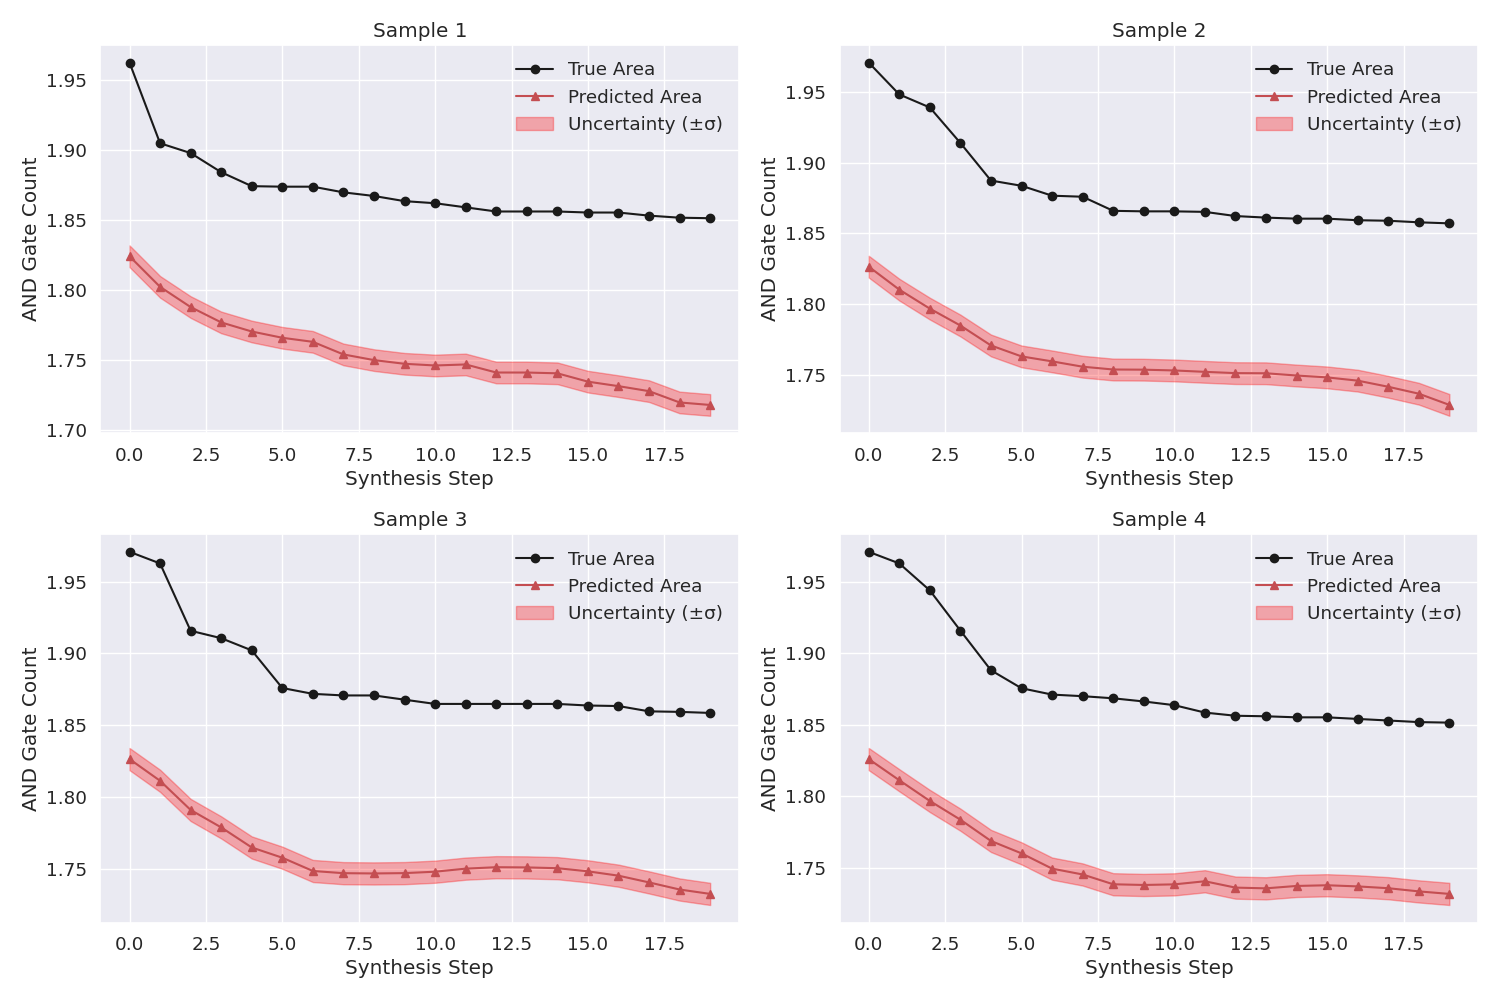 Sample 1
AND Gate Count
1.95
1.90
1.85
1.80
1.75
1.70
True Area
Predicted Area
Uncertainty (±σ)
0.0 2.5 5.0 7.5 10.0 12.5 15.0 17.5
Synthesis Step
Sample 2
AND Gate Count
1.95
1.90
1.85
1.80
1.75
True Area
Predicted Area
Uncertainty (±σ)
0.0 2.5 5.0 7.5 10.0 12.5 15.0 17.5
Synthesis Step
Sample 3
AND Gate Count
1.95
1.90
1.85
1.80
1.75
True Area
Predicted Area
Uncertainty (±σ)
0.0 2.5 5.0 7.5 10.0 12.5 15.0 17.5
Synthesis Step
Sample 4
AND Gate Count
1.95
1.90
1.85
1.80
1.75
True Area
Predicted Area
Uncertainty (±σ)
0.0 2.5 5.0 7.5 10.0 12.5 15.0 17.5
Synthesis Step